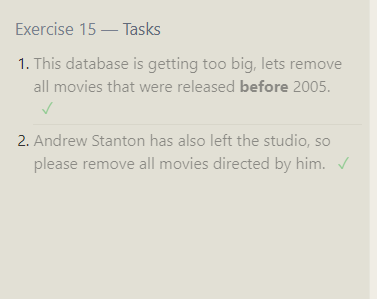 Exercise 15 — Tasks
1. This database is getting too big, lets remove
all movies that were released before 2005.
✓
2. Andrew Stanton has also left the studio, so
please remove all movies directed by him. ✓